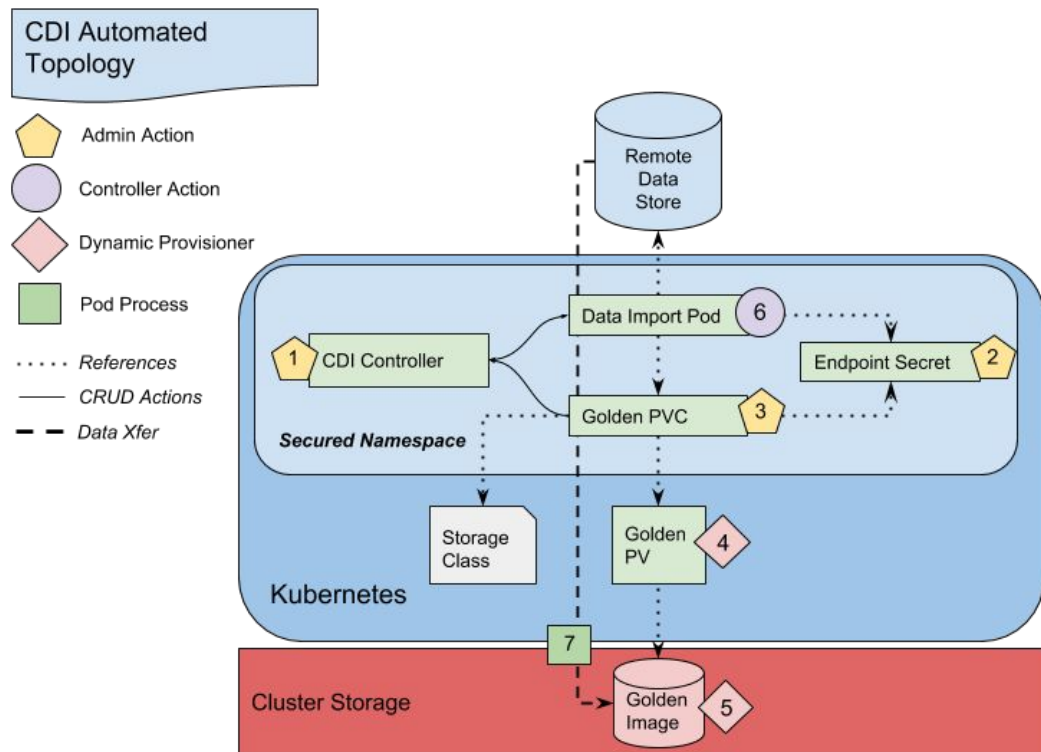 CDI Automated
Topology
Admin Action
Controller Action
Dynamic Provisioner
Pod Process
References
CRUD Actions
Data Xfer
Remote
Data
Store
Data Import Pod
6
1
CDI Controller
Endpoint Secret
2
Golden PVC
3
Secured Namespace
Storage
Class
Golden
PV
4
Kubernetes
7
Cluster Storage
Golden
Image
5